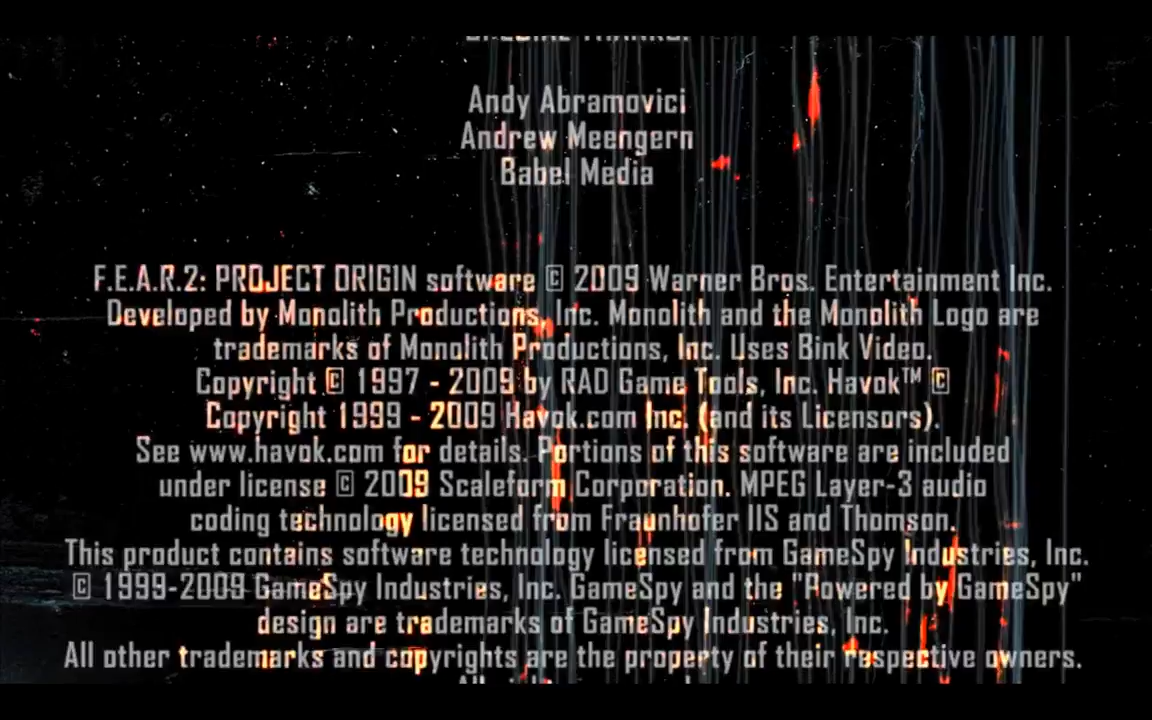 Andy Abramovici
Andrew Meengern
Babel Media
F.E.A.R.2: PROJECT ORIGIN software © 2009 Warner Bros. Entertainment Inc.
Developed by Monolith Productions, Inc. Monolith and the Monolith Logo are
trademarks of Monolith Productions, Inc. Uses Bink Video.
Copyright © 1997 - 2009 by RAD Game Tools, Inc. Havok™ ©
Copyright 1999 - 2009 Havok.com Inc. (and its Licensors).
See www.havok.com for details. Portions of this software are included
under license © 2009 Scaleform Corporation. MPEG Layer-3 audio
coding technology licensed from Fraunhofer IIS and Thomson.
This product contains software technology licensed from GameSpy Industries, Inc.
© 1999-2009 GameSpy Industries, Inc. GameSpy and the "Powered by GameSpy"
design are trademarks of GameSpy Industries, Inc.
All other trademarks and copyrights are the property of their respective owners.